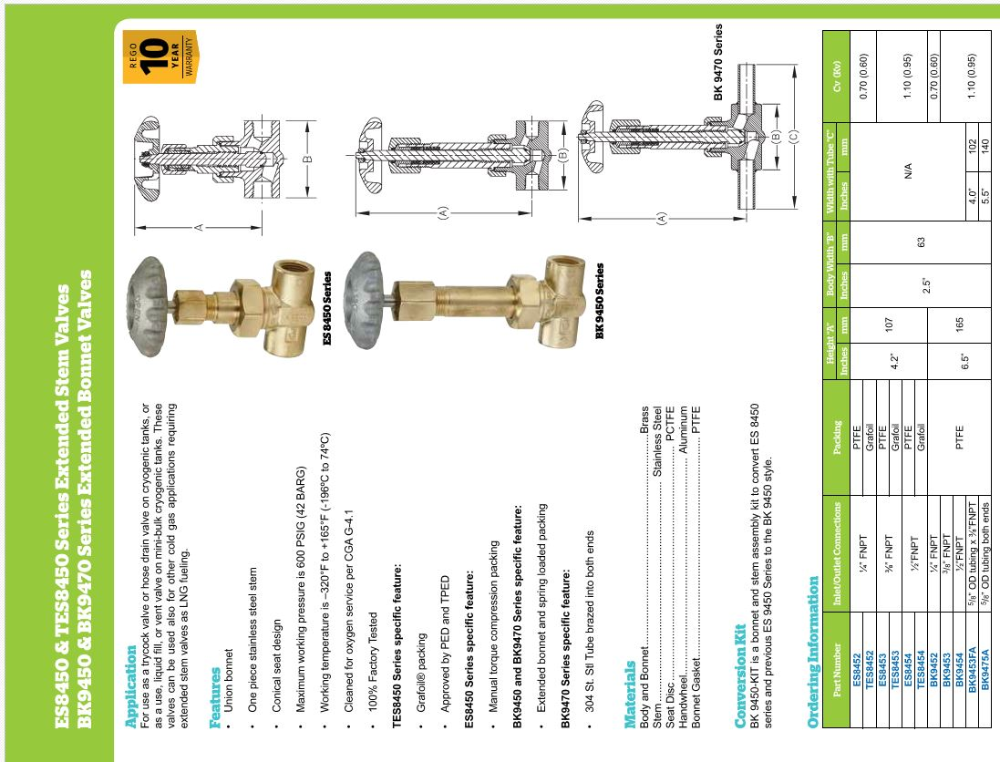 ES8450 & TES8450 Series Extended Stem Valves
BK9450 & BK9470 Series Extended Bonnet Valves
REGO
10
YEAR
WARRANTY
Application
For use as a trycock valve or hose drain valve on cryogenic tanks, or
as a use, liquid fill, or vent valve on mini-bulk cryogenic tanks. These
valves can be used also for other cold gas applications requiring
extended stem valves as LNG fueling.
Features
• Union bonnet
• One piece stainless steel stem
• Conical seat design
• Maximum working pressure is 600 PSIG (42 BARG)
• Working temperature is –320°F to +165°F (-196ºC to 74ºC)
• Cleaned for oxygen service per CGA G-4.1
• 100% Factory Tested
TES8450 Series specific feature:
• Grafoil® packing
• Approved by PED and TPED
ES8450 Series specific feature:
• Manual torque compression packing
BK9450 and BK9470 Series specific feature:
• Extended bonnet and spring loaded packing
BK9470 Series specific feature:
• 304 St. Stl Tube brazed into both ends
Materials
Body and Bonnet Brass
Stem Stainless Steel
Seat Disc PCTFE
Handwheel Aluminum
Bonnet Gasket PTFE
Conversion Kit
BK 9450-KIT is a bonnet and stem assembly kit to convert ES 8450
series and previous ES 9450 Series to the BK 9450 style.
A
B
ES 8450 Series
(A)
(B)
BK 9450 Series
(A)
(B)
(C)
BK 9470 Series
Ordering Information
Part Number Inlet/Outlet Connections Packing Height "A" Body Width "B" Width with Tube "C" Cv (Kv)
Inches mm Inches mm Inches mm
ES8452 ¼" FNPT PTFE 4.2" 107 2.5" 63 N/A 0.70 (0.60)
TES8452 Grafoil
ES8453 ⅜" FNPT PTFE 1.10 (0.95)
TES8453 Grafoil
ES8454 ½"FNPT PTFE
TES8454 Grafoil
BK9452 ¼" FNPT PTFE 6.5" 165 0.70 (0.60)
BK9453 3/8" FNPT 1.10 (0.95)
BK9454 ½"FNPT
BK9453FA 5/8" OD tubing x ⅜"FNPT 4.0" 102
BK9475A 5/8" OD tubing both ends 5.5" 140